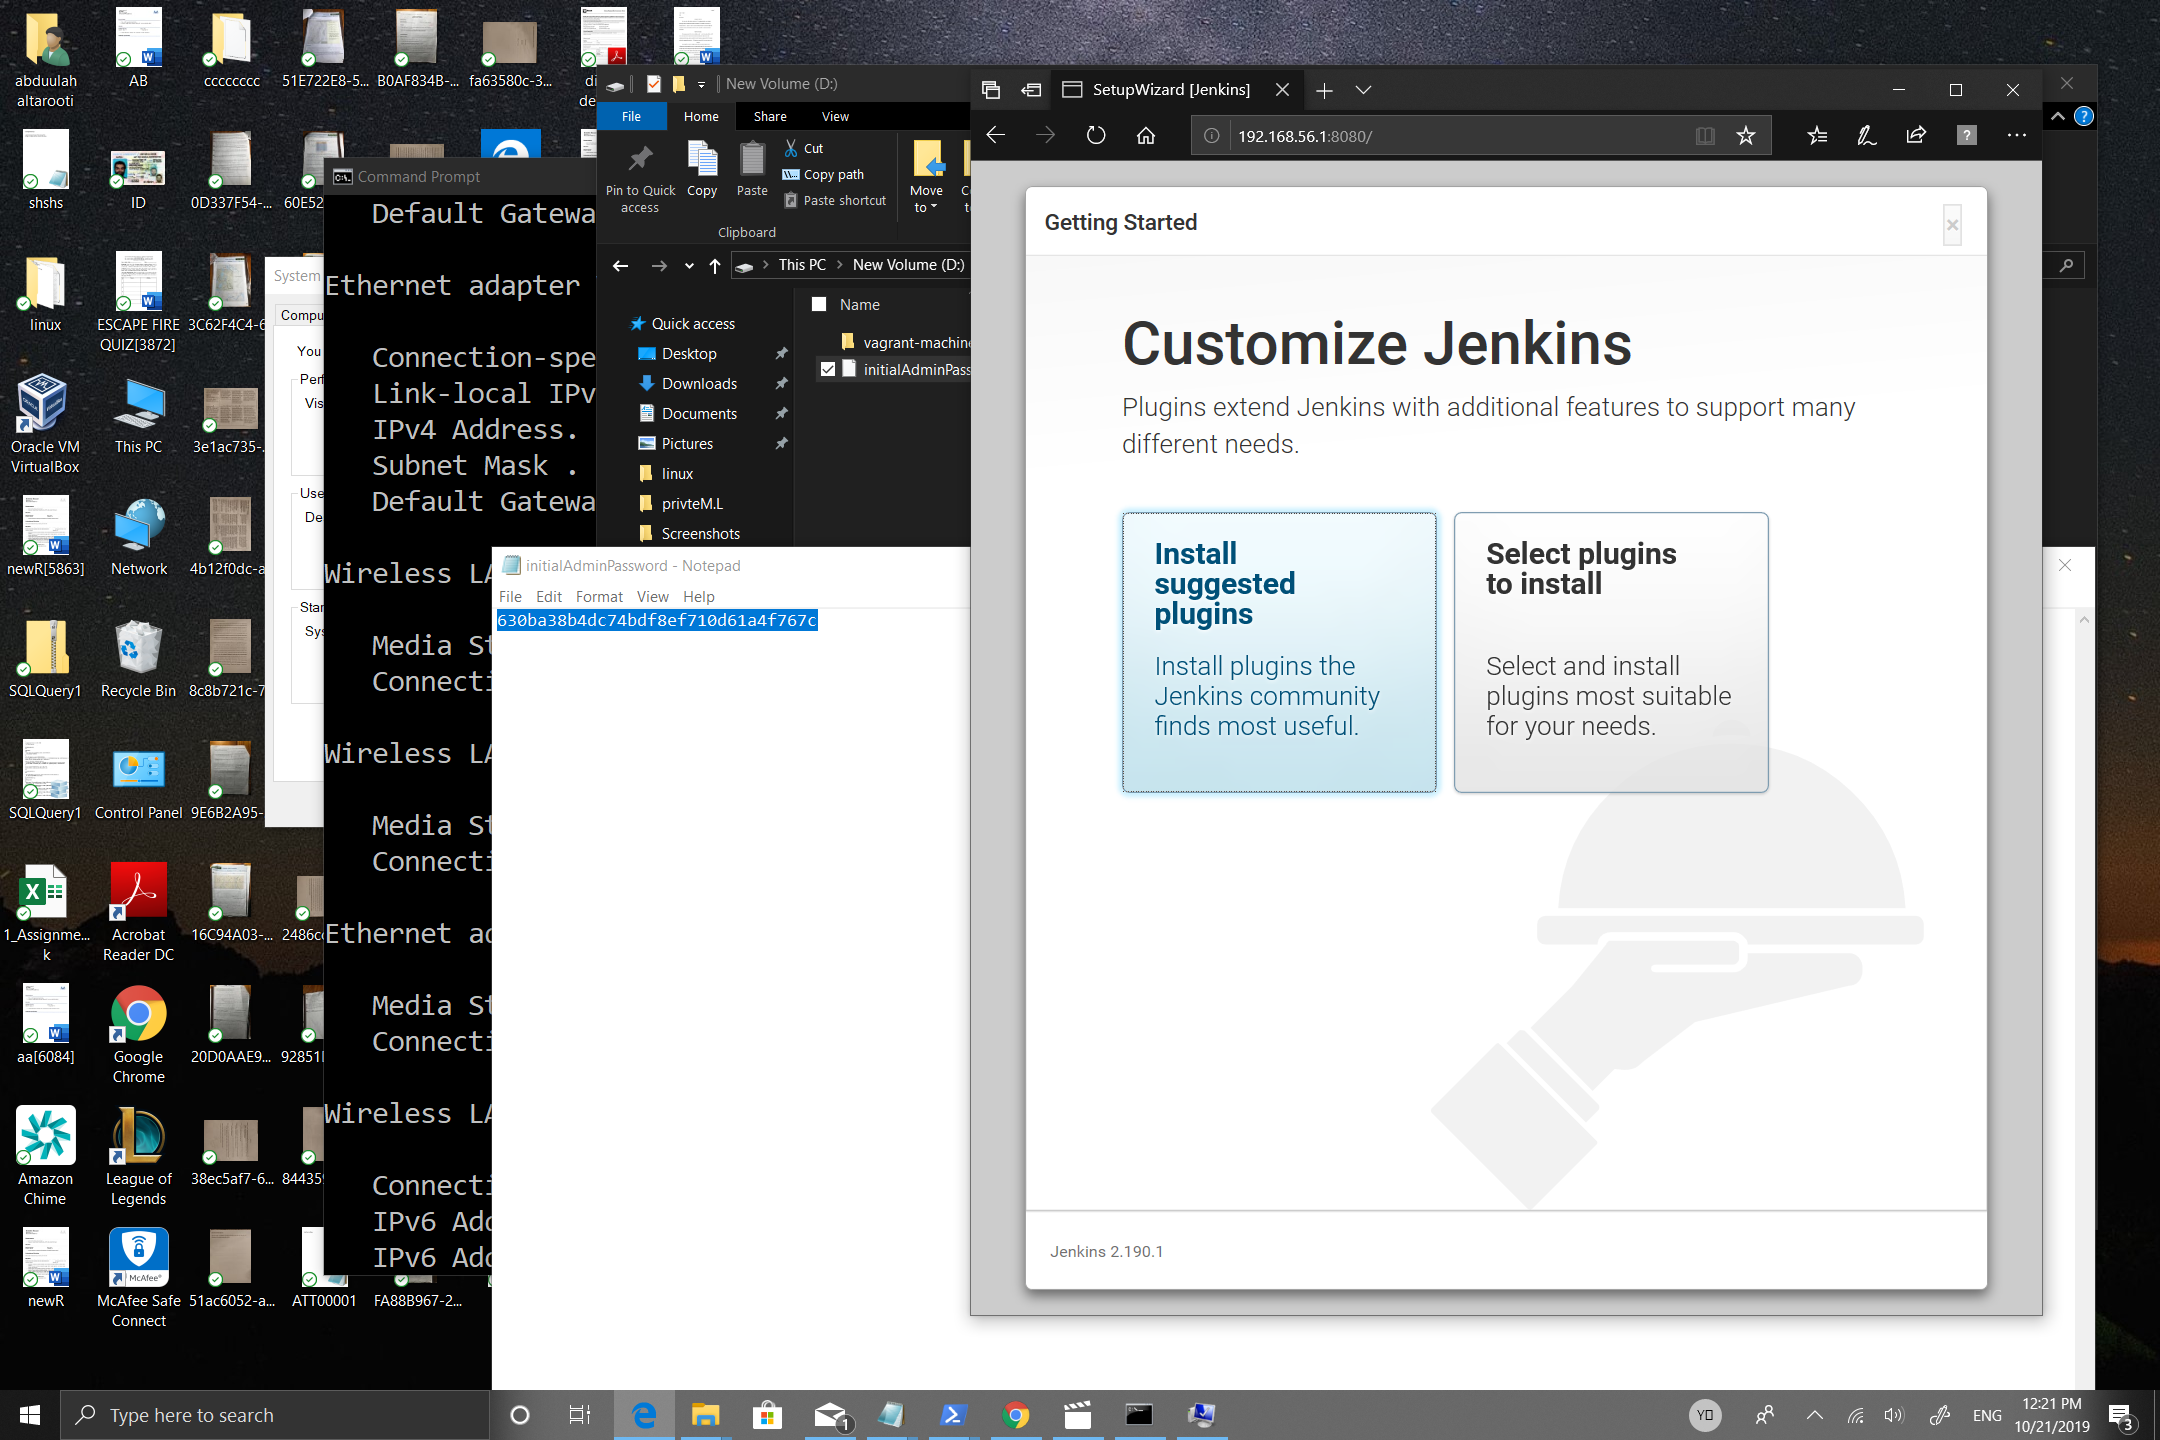 abduulah
altarooti
AB
cccccccc
51E722E8-5...
B0AF834B-...
fa63580c-3...
di
de
shshs
ID
0D337F54-...
60E52
linux
ESCAPE FIRE
QUIZ[3872]
3C62F4C4-6
Oracle VM
VirtualBox
This PC
3e1ac735-.
newR[5863]
Network
4b12f0dc-a
SQLQuery1
Recycle Bin
8c8b721c-7
SQLQuery1
Control Panel
9E6B2A95-
1_Assignme...
k
Acrobat
Reader DC
16C94A03-...
2486c
aa[6084]
Google
Chrome
20D0AAE9...
92851
Amazon
Chime
League of
Legends
38ec5af7-6...
84435
newR
McAfee®
McAfee Safe
Connect
51ac6052-a...
ATT00001
FA88B967-2...
System
Compu
You
Perf
Vis
Use
De
Star
Sys
Command Prompt
Default Gatewa
Ethernet adapter
Connection-spe
Link-local IPv
IPv4 Address.
Subnet Mask .
Default Gatewa
Wireless LA
Media St
Connecti
Wireless LA
Media St
Connecti
Ethernet ad
Media St
Connecti
Wireless LA
Connecti
IPv6 Add
IPv6 Add
New Volume (D:)
File
Home
Share
View
Pin to Quick
access
Copy
Paste
Cut
Copy path
Paste shortcut
Move
to
Clipboard
This PC
New Volume (D:)
Name
Quick access
Desktop
Downloads
Documents
Pictures
linux
privteM.L
Screenshots
vagrant-machine
initialAdminPass
initialAdminPassword - Notepad
File
Edit
Format
View
Help
630ba38b4dc74bdf8ef710d61a4f767c
SetupWizard [Jenkins]
192.168.56.1:8080/
Getting Started
Customize Jenkins
Plugins extend Jenkins with additional features to support many
different needs.
Install
suggested
plugins
Install plugins the
Jenkins community
finds most useful.
Select plugins
to install
Select and install
plugins most suitable
for your needs.
Jenkins 2.190.1
Type here to search
1
ENG
12:21 PM
10/21/2019
3